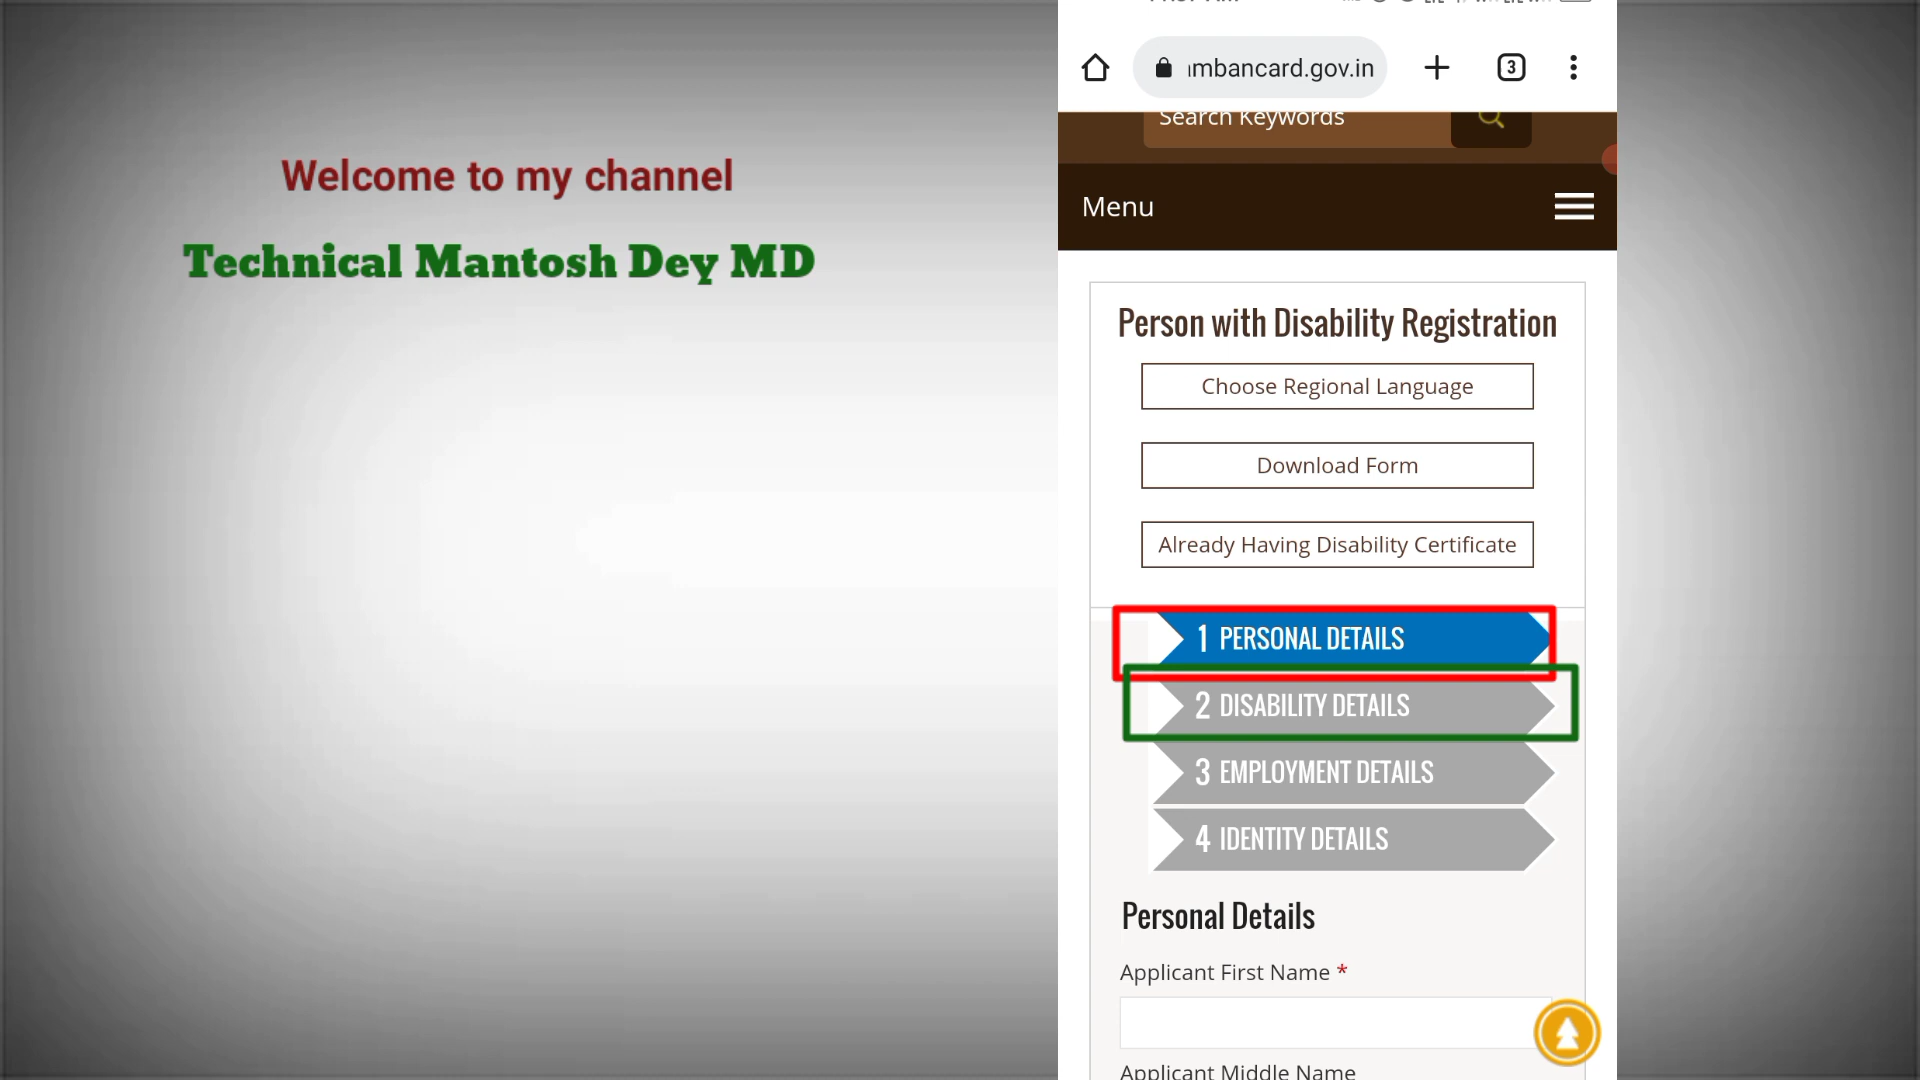 Welcome to my channel
Technical Mantosh Dey MD
mbancard.gov.in
3
Search Keywords
Menu
Person with Disability Registration
Choose Regional Language
Download Form
Already Having Disability Certificate
1 PERSONAL DETAILS
2 DISABILITY DETAILS
3 EMPLOYMENT DETAILS
4 IDENTITY DETAILS
Personal Details
Applicant First Name *
Applicant Middle Name